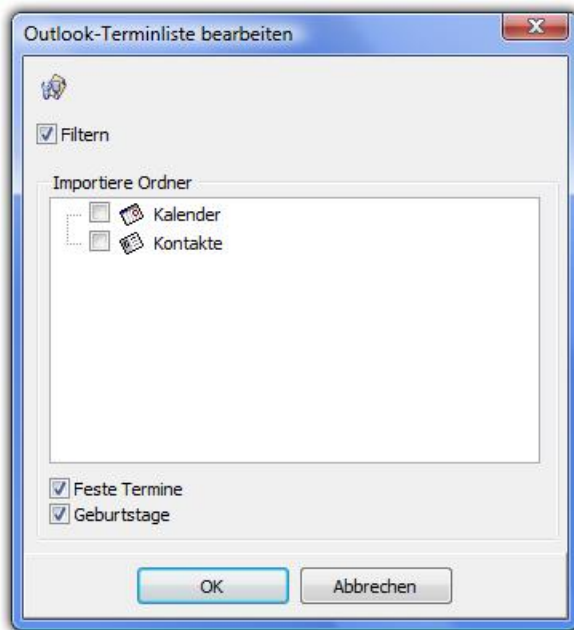 Outlook-Terminliste bearbeiten
Filtern
Importiere Ordner
Kalender
Kontakte
Feste Termine
Geburtstage
OK
Abbrechen